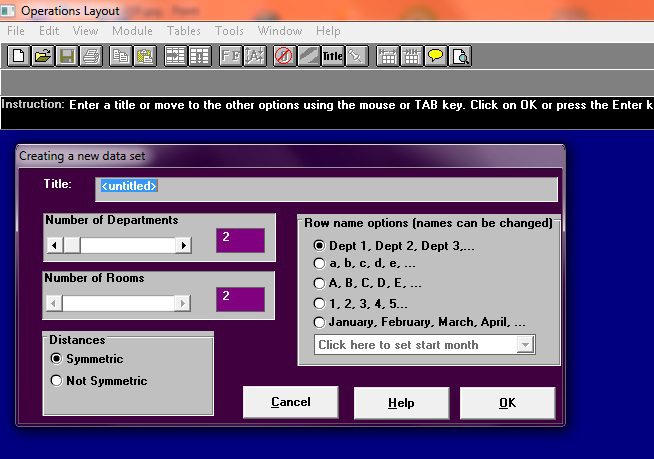 Operations Layout
File Edit View Module Tables Tools Window Help
Title
Instruction: Enter a title or move to the other options using the mouse or TAB key. Click on OK or press the Enter k
Creating a new data set
Title: <untitled>
Number of Departments
2
Number of Rooms
2
Distances
Symmetric
Not Symmetric
Row name options (names can be changed)
Dept 1, Dept 2, Dept 3,...
a, b, c, d, e, ...
A, B, C, D, E, ...
1, 2, 3, 4, 5...
January, February, March, April, ...
Click here to set start month
Cancel Help OK